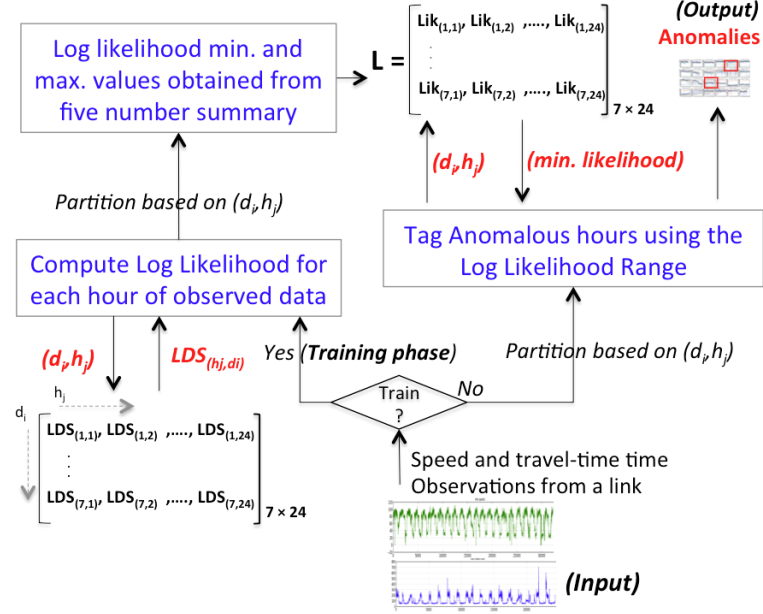 Log likelihood min. and
max. values obtained from
five number summary
L =
Lik(1,1), Lik(1,2) ,...., Lik(1,24)
.
.
.
Lik(7,1), Lik(7,2) ,...., Lik(7,24)
7 × 24
(Output)
Anomalies
(di,hj)
(min. likelihood)
Partition based on (di,hj)
Tag Anomalous hours using the
Log Likelihood Range
Compute Log Likelihood for
each hour of observed data
(di,hj)
LDS(hj,di)
Yes (Training phase)
Partition based on (di,hj)
No
Train
?
hj
di
LDS(1,1), LDS(1,2) ,...., LDS(1,24)
.
.
.
LDS(7,1), LDS(7,2) ,...., LDS(7,24)
7 × 24
Speed and travel-time time
Observations from a link
(Input)